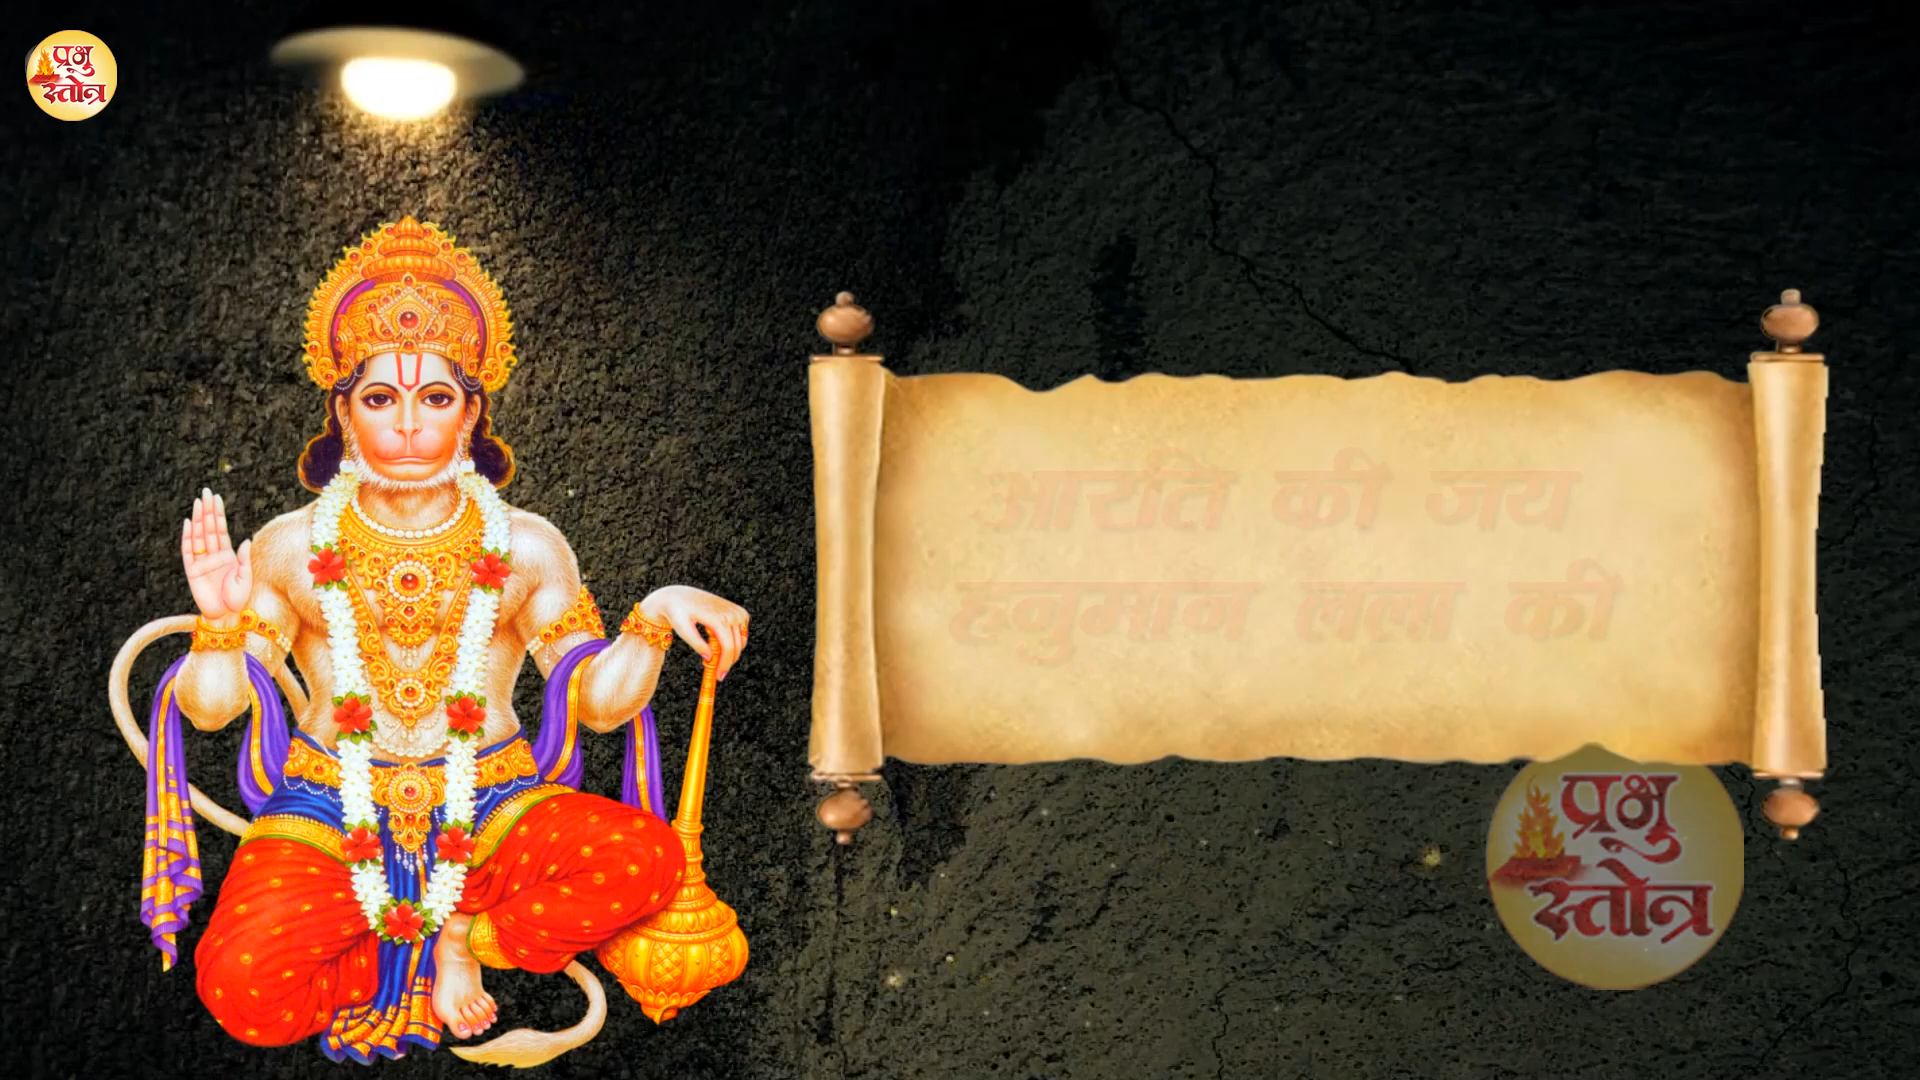 प्रभु
स्तोत्र
आरति की जय
हनुमान लला की
प्रभु
स्तोत्र